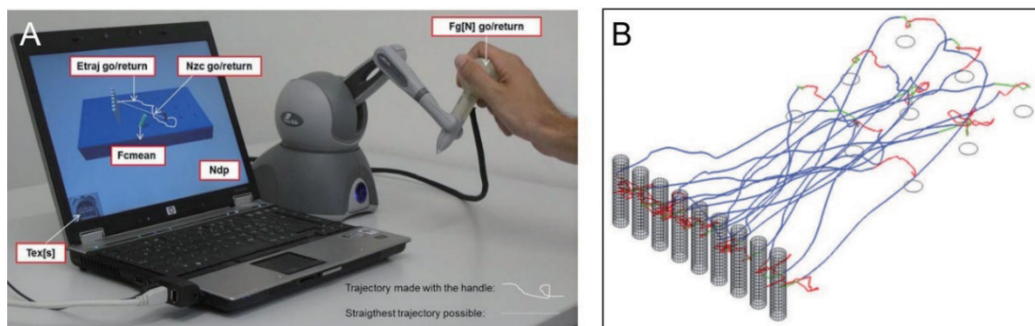 A
Fg[N] go/return
Etraj go/return
Nzc go/return
Fcmean
Ndp
Tex[s]
hp
Trajectory made with the handle:
Straigthest trajectory possible:
B